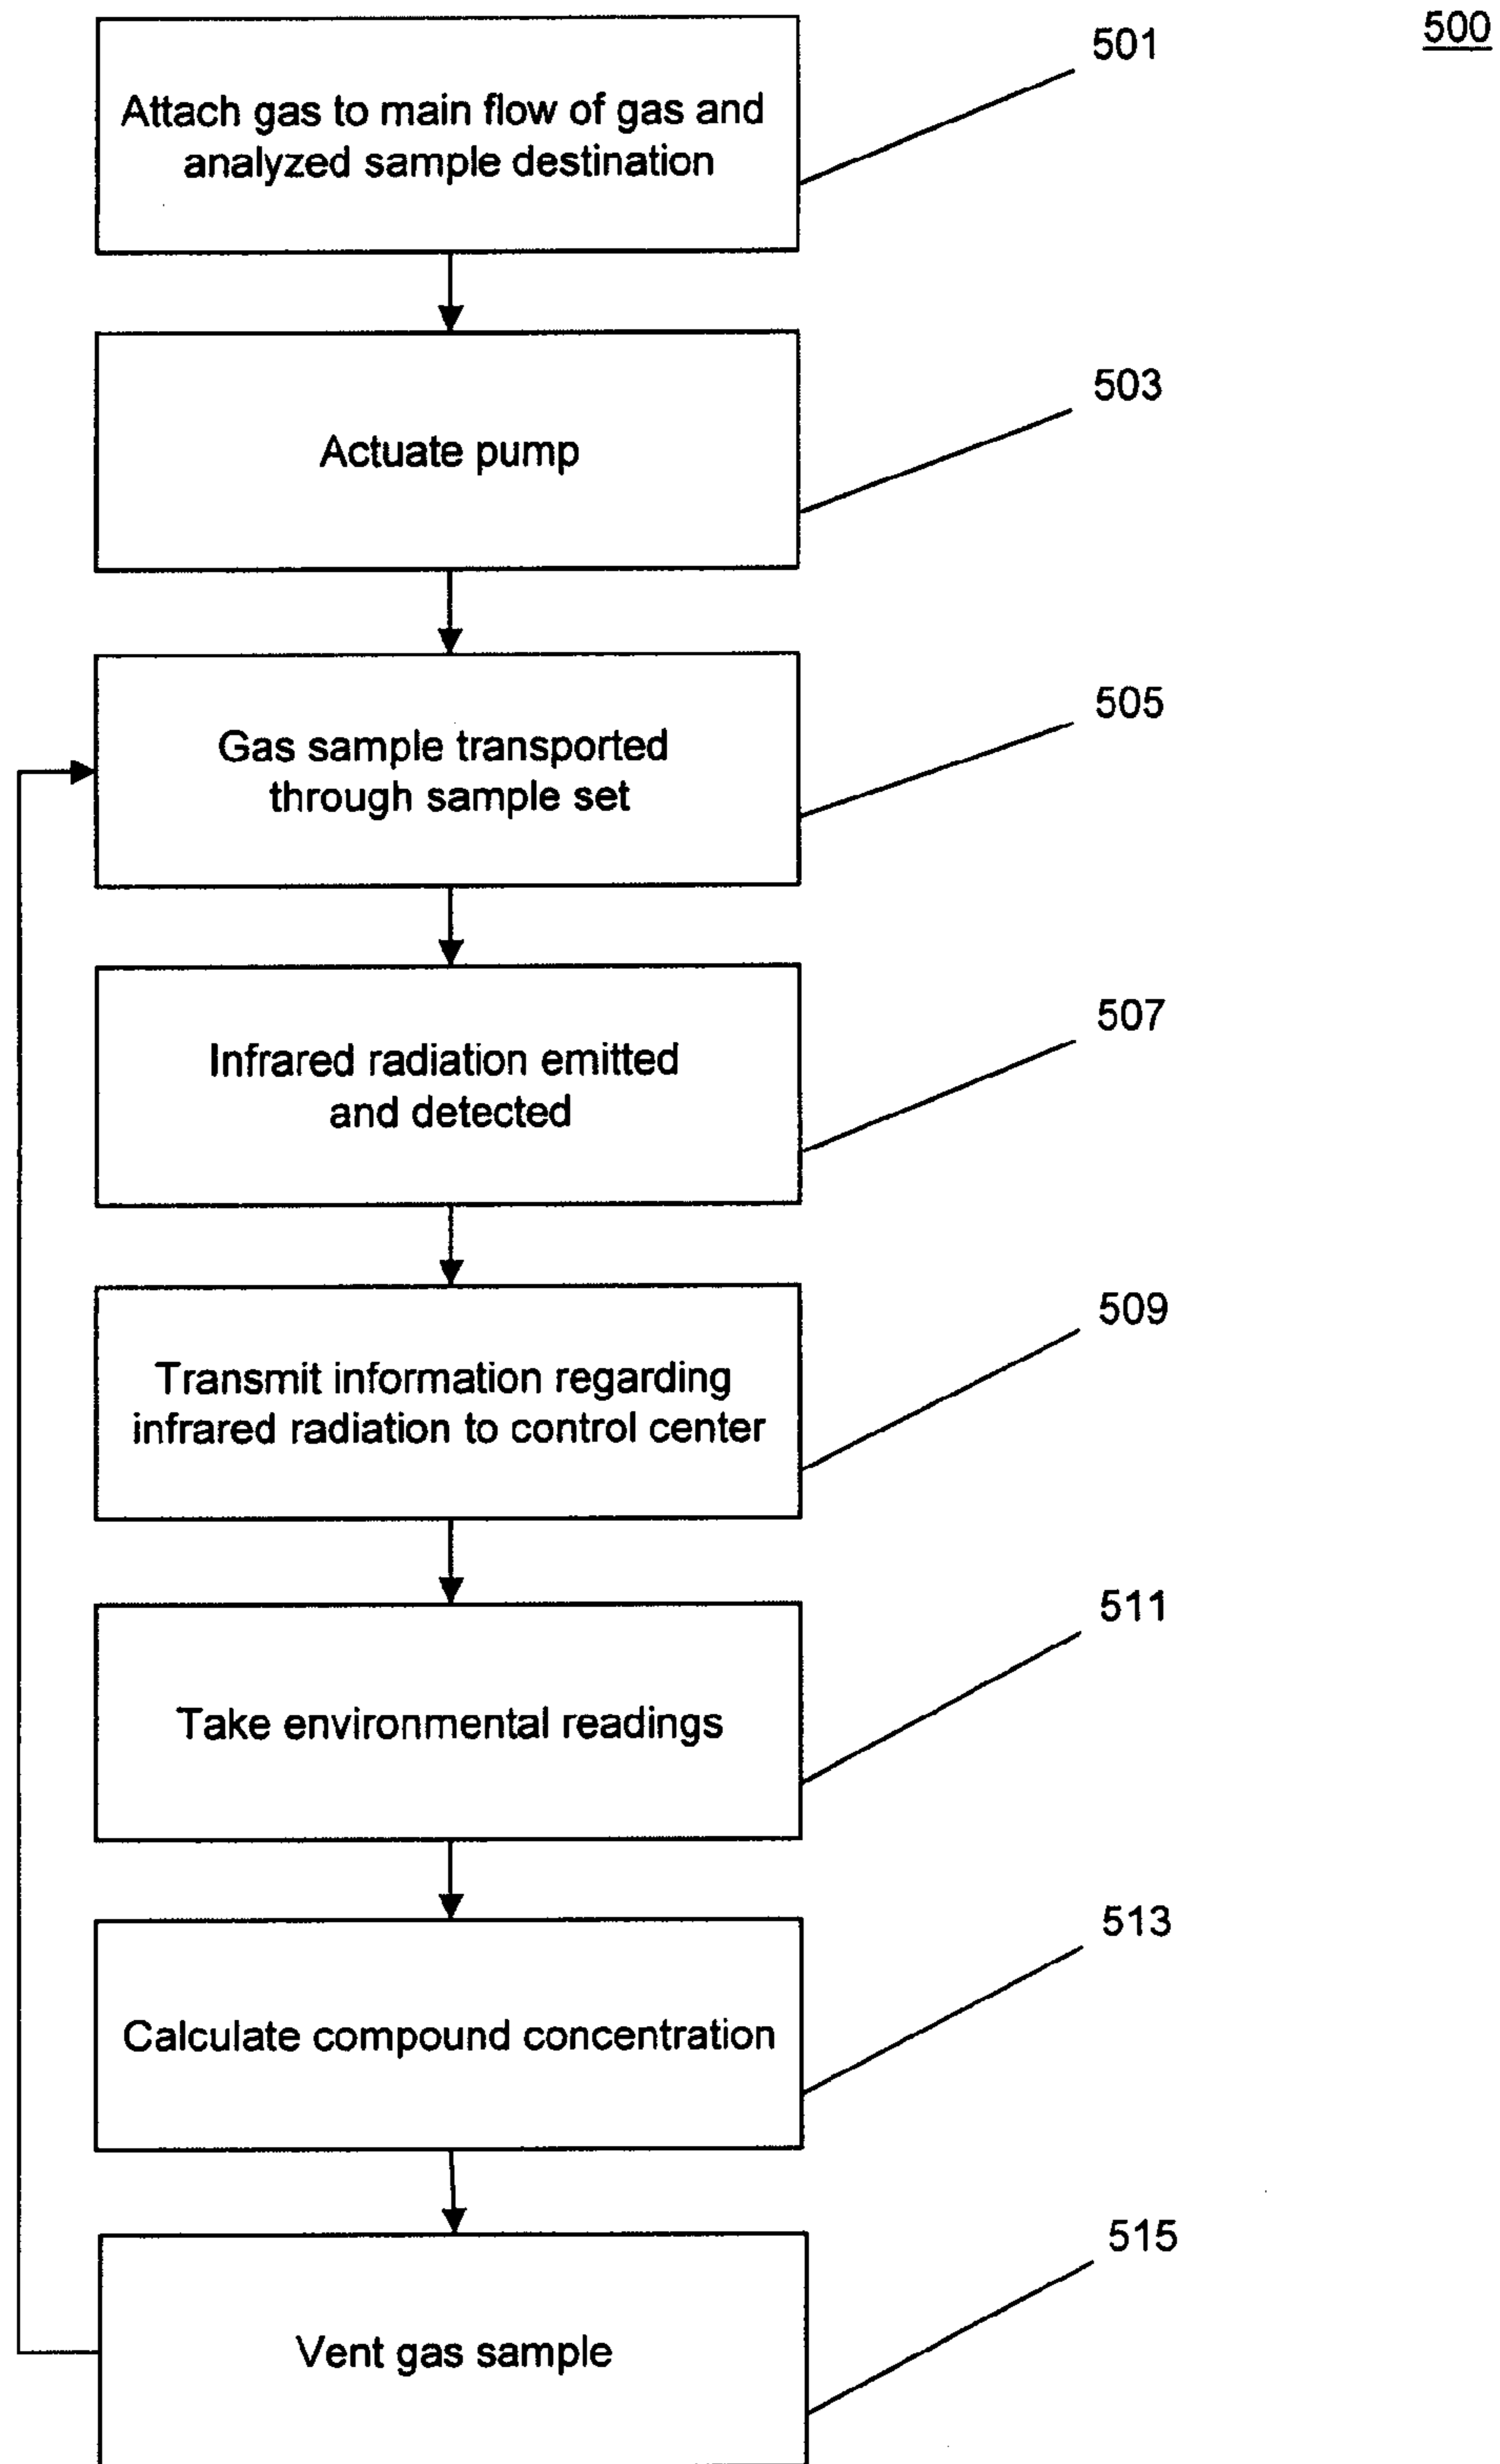 500
501
Attach gas to main flow of gas and
analyzed sample destination
503
Actuate pump
505
Gas sample transported
through sample set
507
Infrared radiation emitted
and detected
509
Transmit information regarding
infrared radiation to control center
511
Take environmental readings
513
Calculate compound concentration
515
Vent gas sample